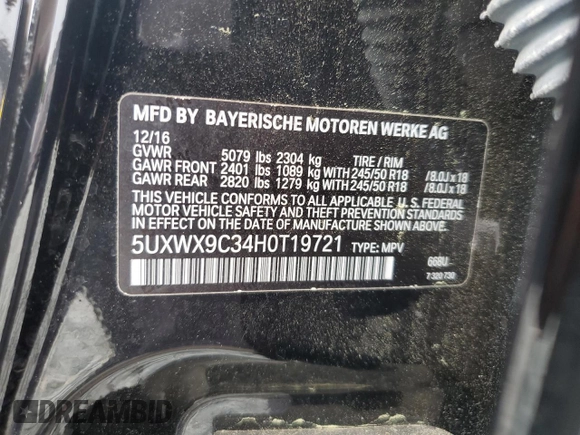 MFD BY BAYERISCHE MOTOREN WERKE AG
12/16
GVWR 5079 lbs 2304 kg TIRE / RIM
GAWR FRONT 2401 lbs 1089 kg WITH 245/50 R18 /8.0J x 18
GAWR REAR 2820 lbs 1279 kg WITH 245/50 R18 /8.0J x 18
THIS VEHICLE CONFORMS TO ALL APPLICABLE U.S. FEDERAL
MOTOR VEHICLE SAFETY AND THEFT PREVENTION STANDARDS
IN EFFECT ON THE DATE OF MANUFACTURE SHOWN ABOVE.
5UXWX9C34H0T19721 TYPE: MPV
668U
7 320 730
DREAMBID